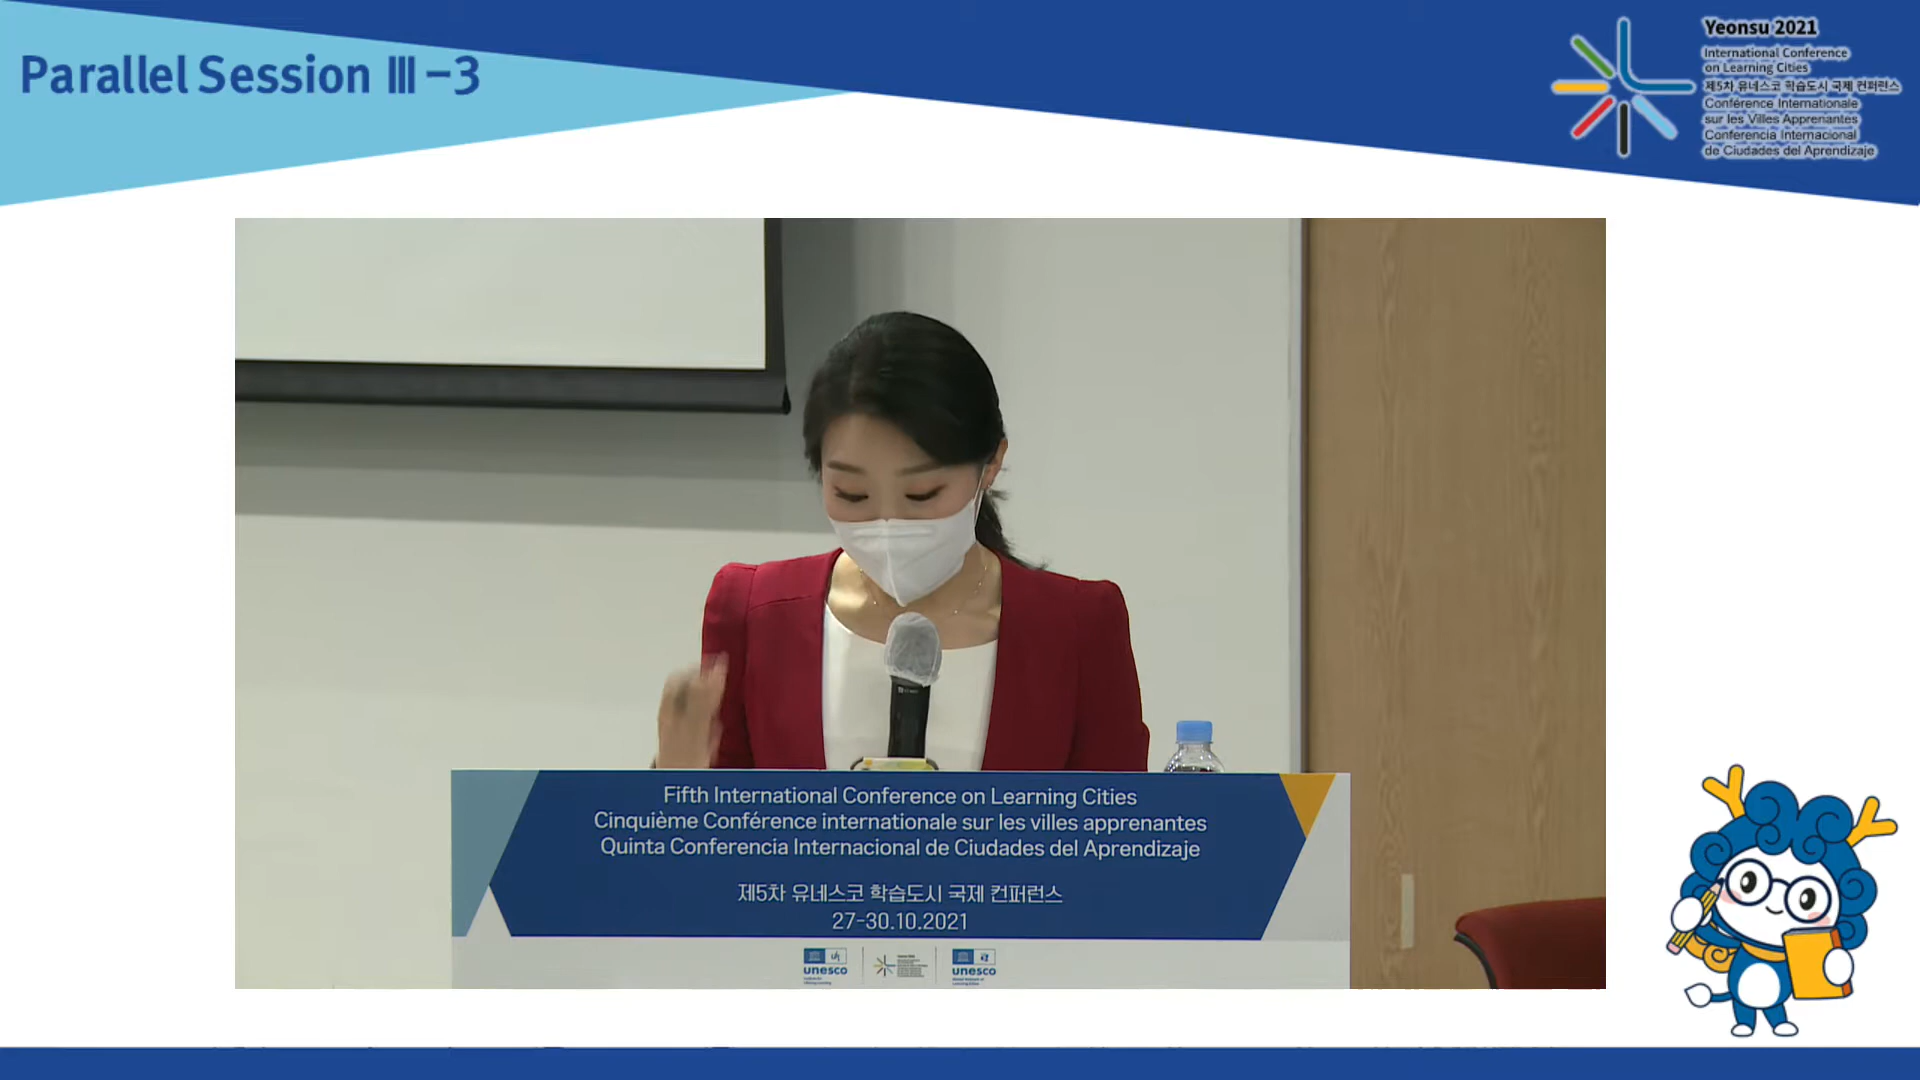 Parallel Session Ⅲ-3
Yeonsu 2021
International Conference
on Learning Cities
제5차 유네스코 학습도시 국제 컨퍼런스
Conférence Internationale
sur les Villes Apprenantes
Conferencia Internacional
de Ciudades del Aprendizaje
Fifth International Conference on Learning Cities
Cinquième Conférence internationale sur les villes apprenantes
Quinta Conferencia Internacional de Ciudades del Aprendizaje
제5차 유네스코 학습도시 국제 컨퍼런스
27-30.10.2021
unesco
unesco